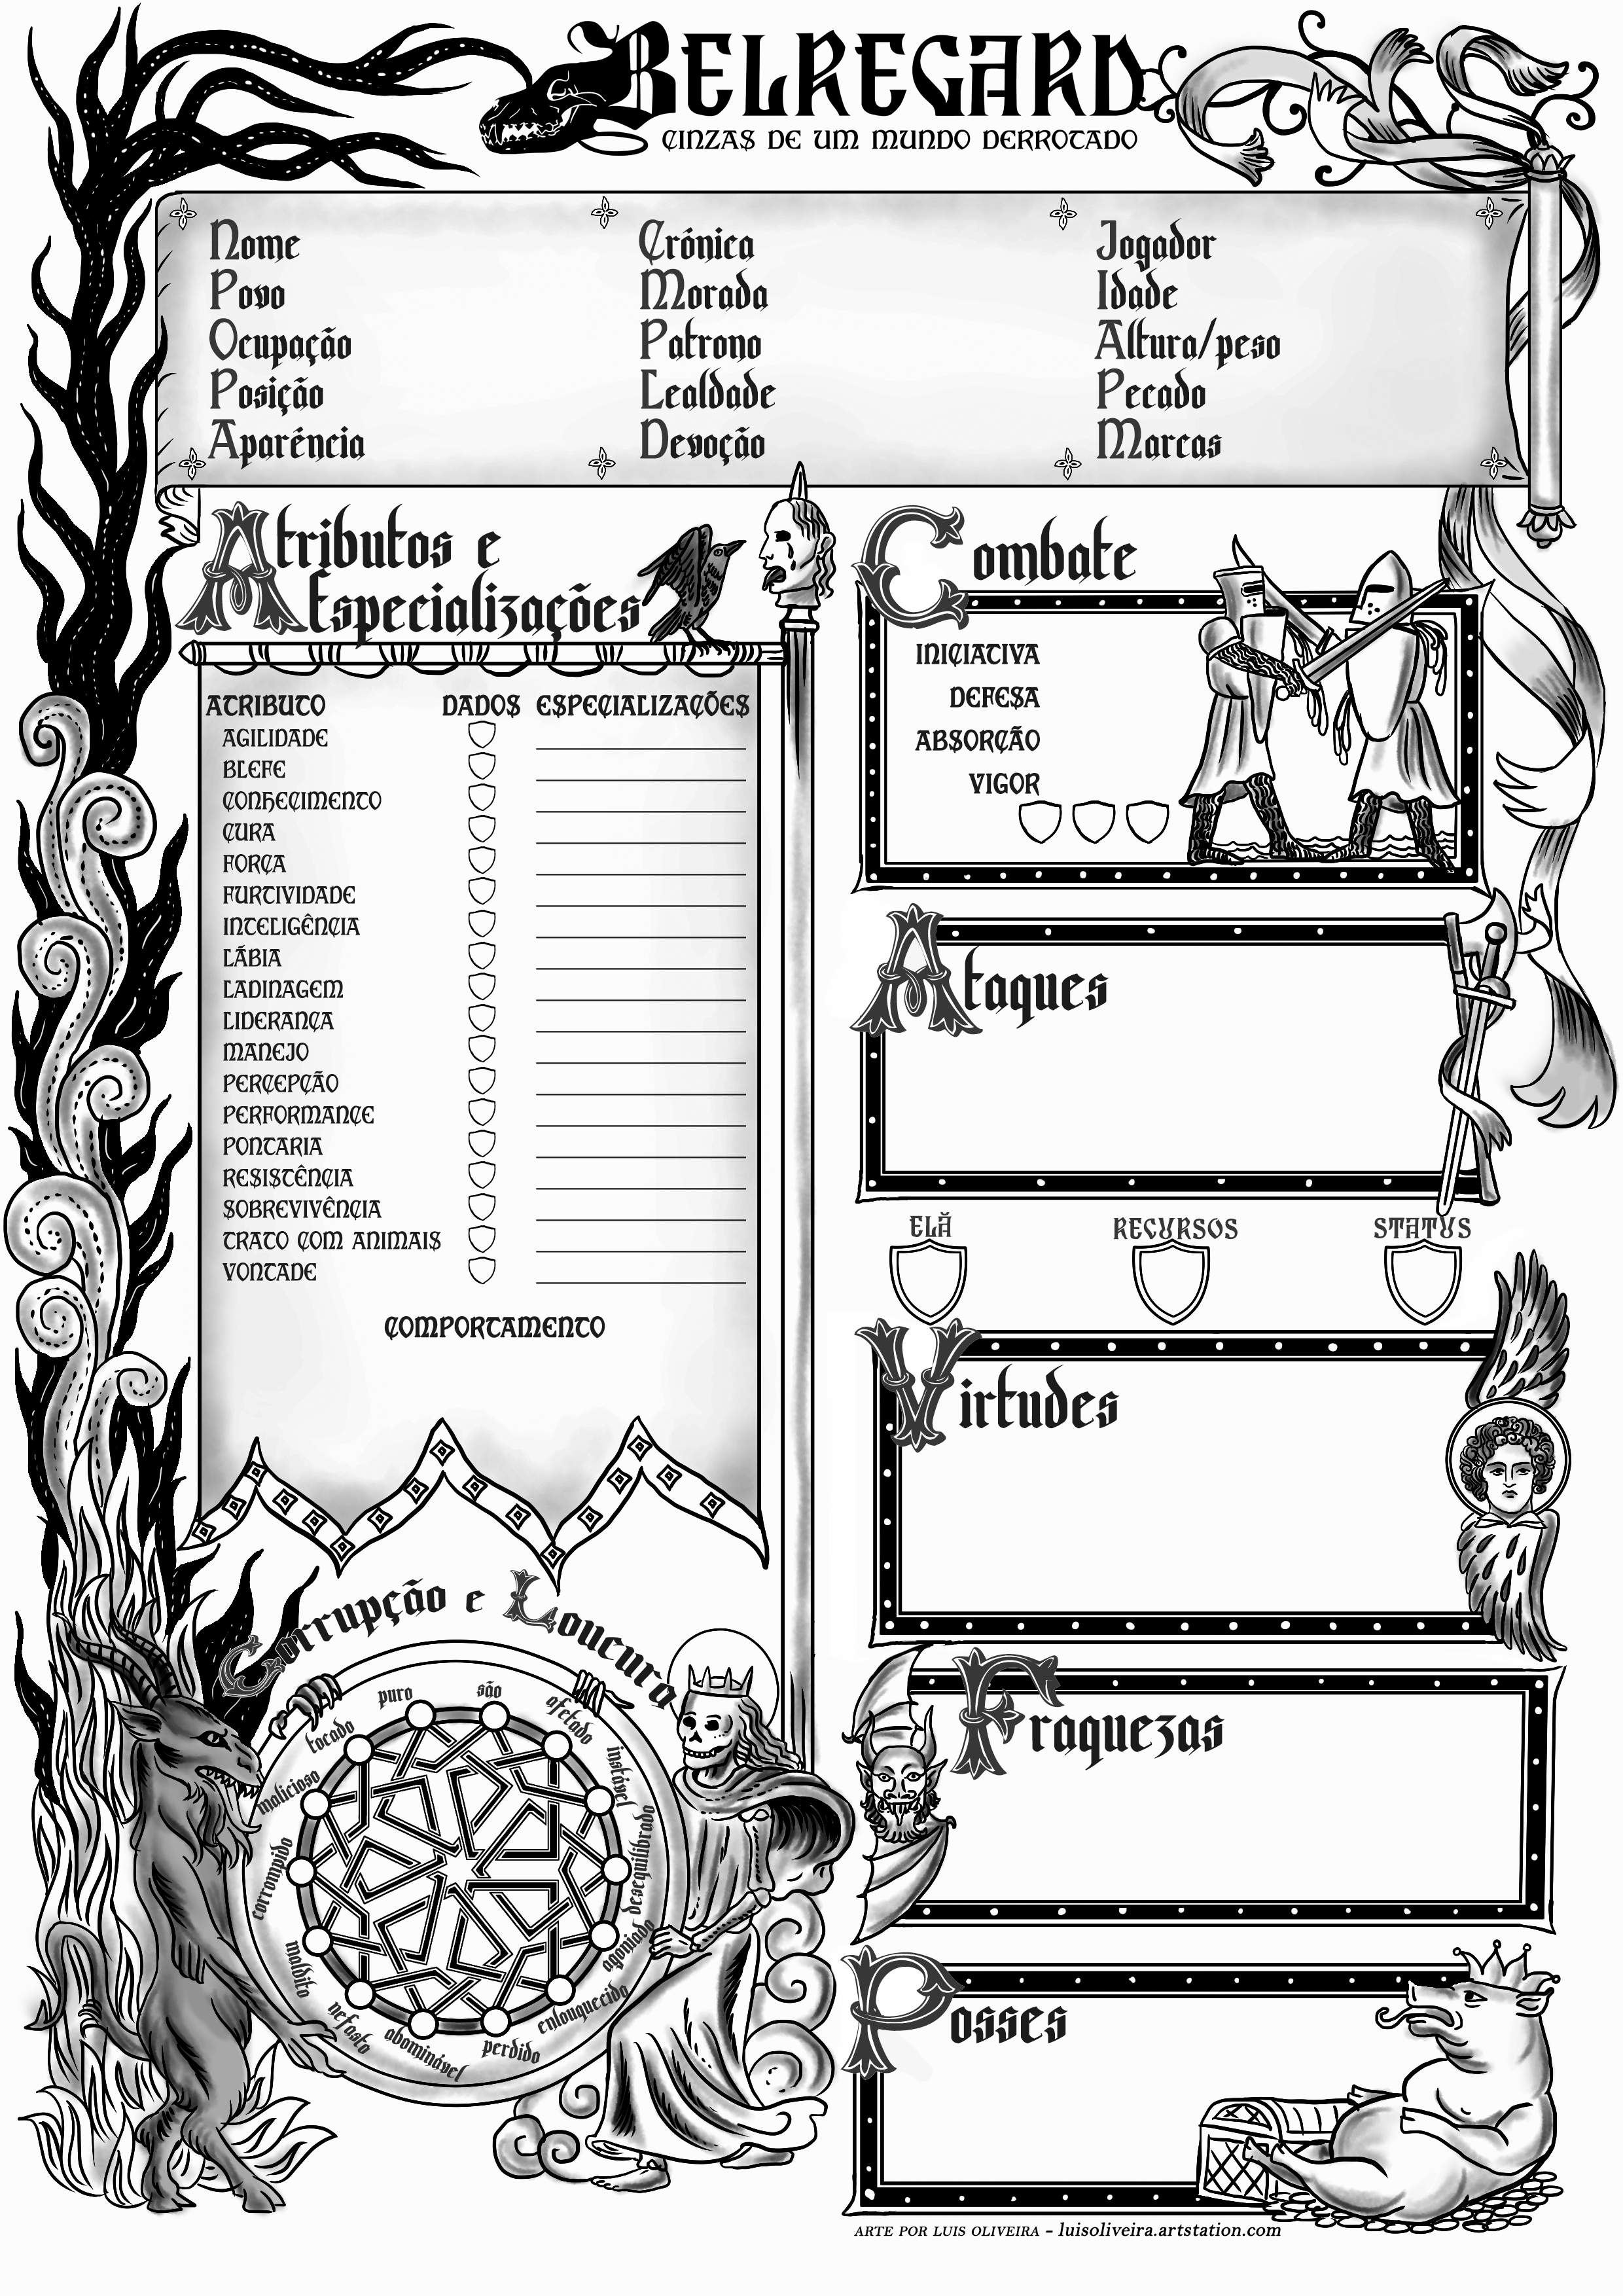 BELREGARD
CINZAS DE UM MUNDO DERROTADO
Nome
Povo
Ocupação
Posição
Aparência
Crônica
Morada
Patrono
Lealdade
Devoção
Jogador
Idade
Altura/peso
Pecado
Marcas
Atributos e
Especializações
ATRIBUTO DADOS ESPECIALIZAÇÕES
AGILIDADE
BLEFE
CONHECIMENTO
CURA
FORÇA
FURTIVIDADE
INTELIGÊNCIA
LÁBIA
LADINAGEM
LIDERANÇA
MANEJO
PERCEPÇÃO
PERFORMANCE
PONTARIA
RESISTÊNCIA
SOBREVIVÊNCIA
TRATO COM ANIMAIS
VONTADE
COMPORTAMENTO
Corrupção e Loucura
puro
tocado
malicioso
corrompido
maldito
nefasto
abominável
são
afetado
instável
desequilibrado
agoniado
enlouquecido
perdido
Combate
INICIATIVA
DEFESA
ABSORÇÃO
VIGOR
Ataques
ELÃ RECURSOS STATUS
Virtudes
Fraquezas
Posses
ARTE POR LUIS OLIVEIRA – luisoliveira.artstation.com